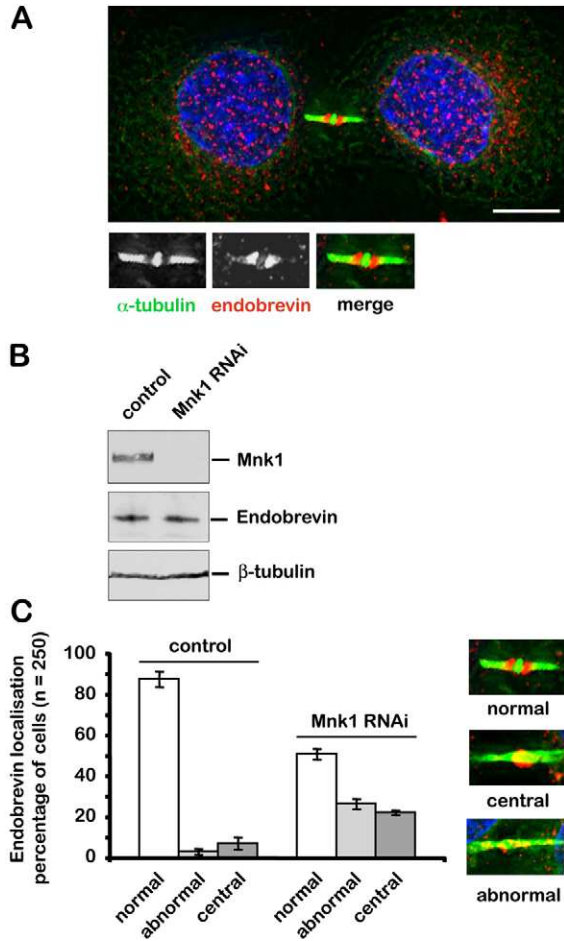 A
α-tubulin endobrevin merge
B
control Mnk1 RNAi
Mnk1
Endobrevin
β-tubulin
C
Endobrevin localisation
percentage of cells (n = 250)
100
80
60
40
20
0
control
Mnk1 RNAi
normal abnormal central normal abnormal central
normal
central
abnormal